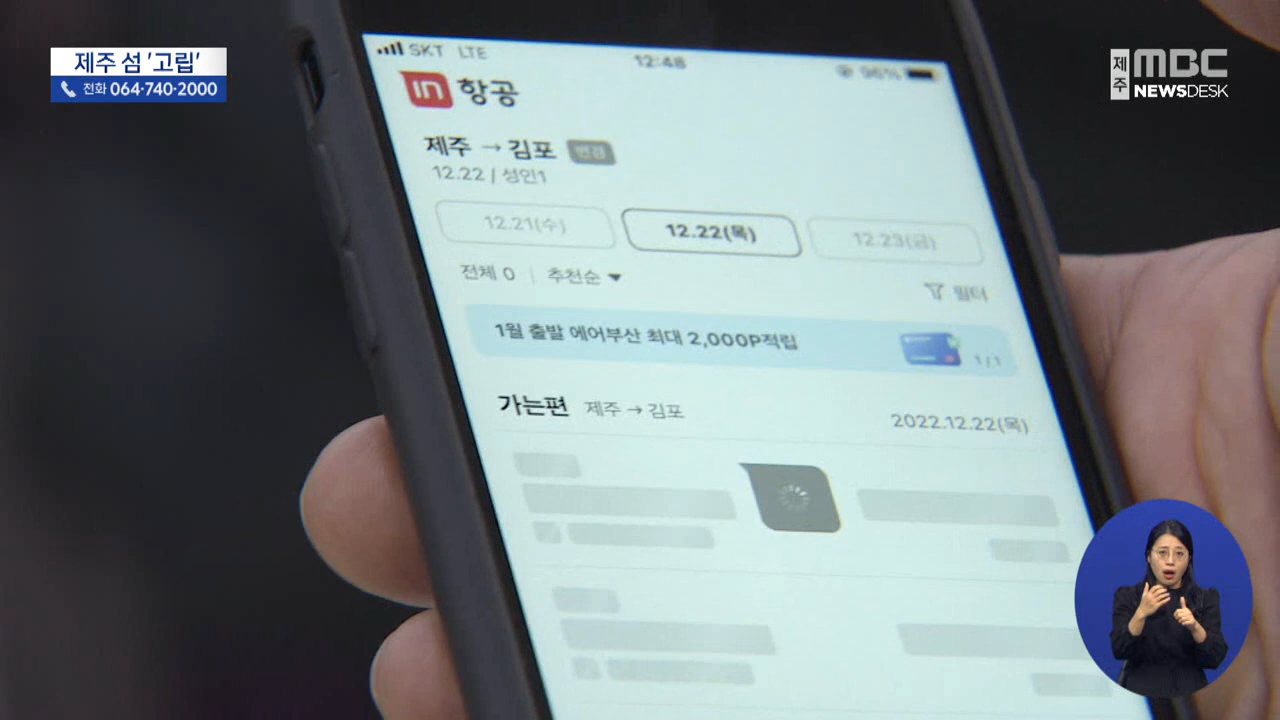 제주 섬 '고립'
전화 064-740-2000
제주 MBC
NEWSDESK
SKT LTE
12:48
96%
IN 항공
제주 → 김포 변경
12.22 / 성인1
12.21(수)
12.22(목)
12.23(금)
전체 0 | 추천순
필터
1월 출발 에어부산 최대 2,000P적립
1/1
가는편 제주 → 김포
2022.12.22(목)